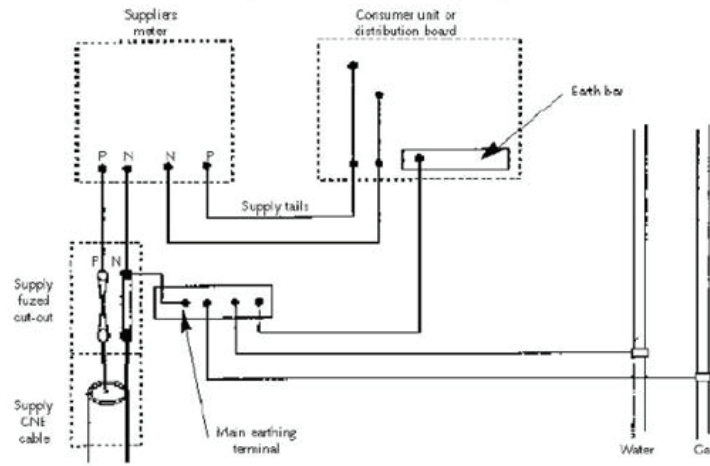 Suppliers
meter
Consumer unit or
distribution board
Earth bar
P N N P
Supply tails
P N
Supply
fuzed
cut-out
Supply
CNE
cable
Main earthing
terminal
Water
Ga